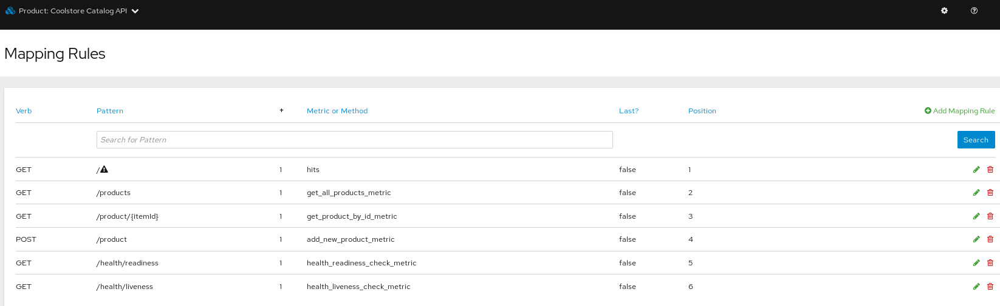 Product: Coolstore Catalog API
Mapping Rules
Verb Pattern + Metric or Method Last? Position Add Mapping Rule
Search for Pattern Search
GET / 1 hits false 1
GET /products 1 get_all_products_metric false 2
GET /product/{itemId} 1 get_product_by_id_metric false 3
POST /product 1 add_new_product_metric false 4
GET /health/readiness 1 health_readiness_check_metric false 5
GET /health/liveness 1 health_liveness_check_metric false 6